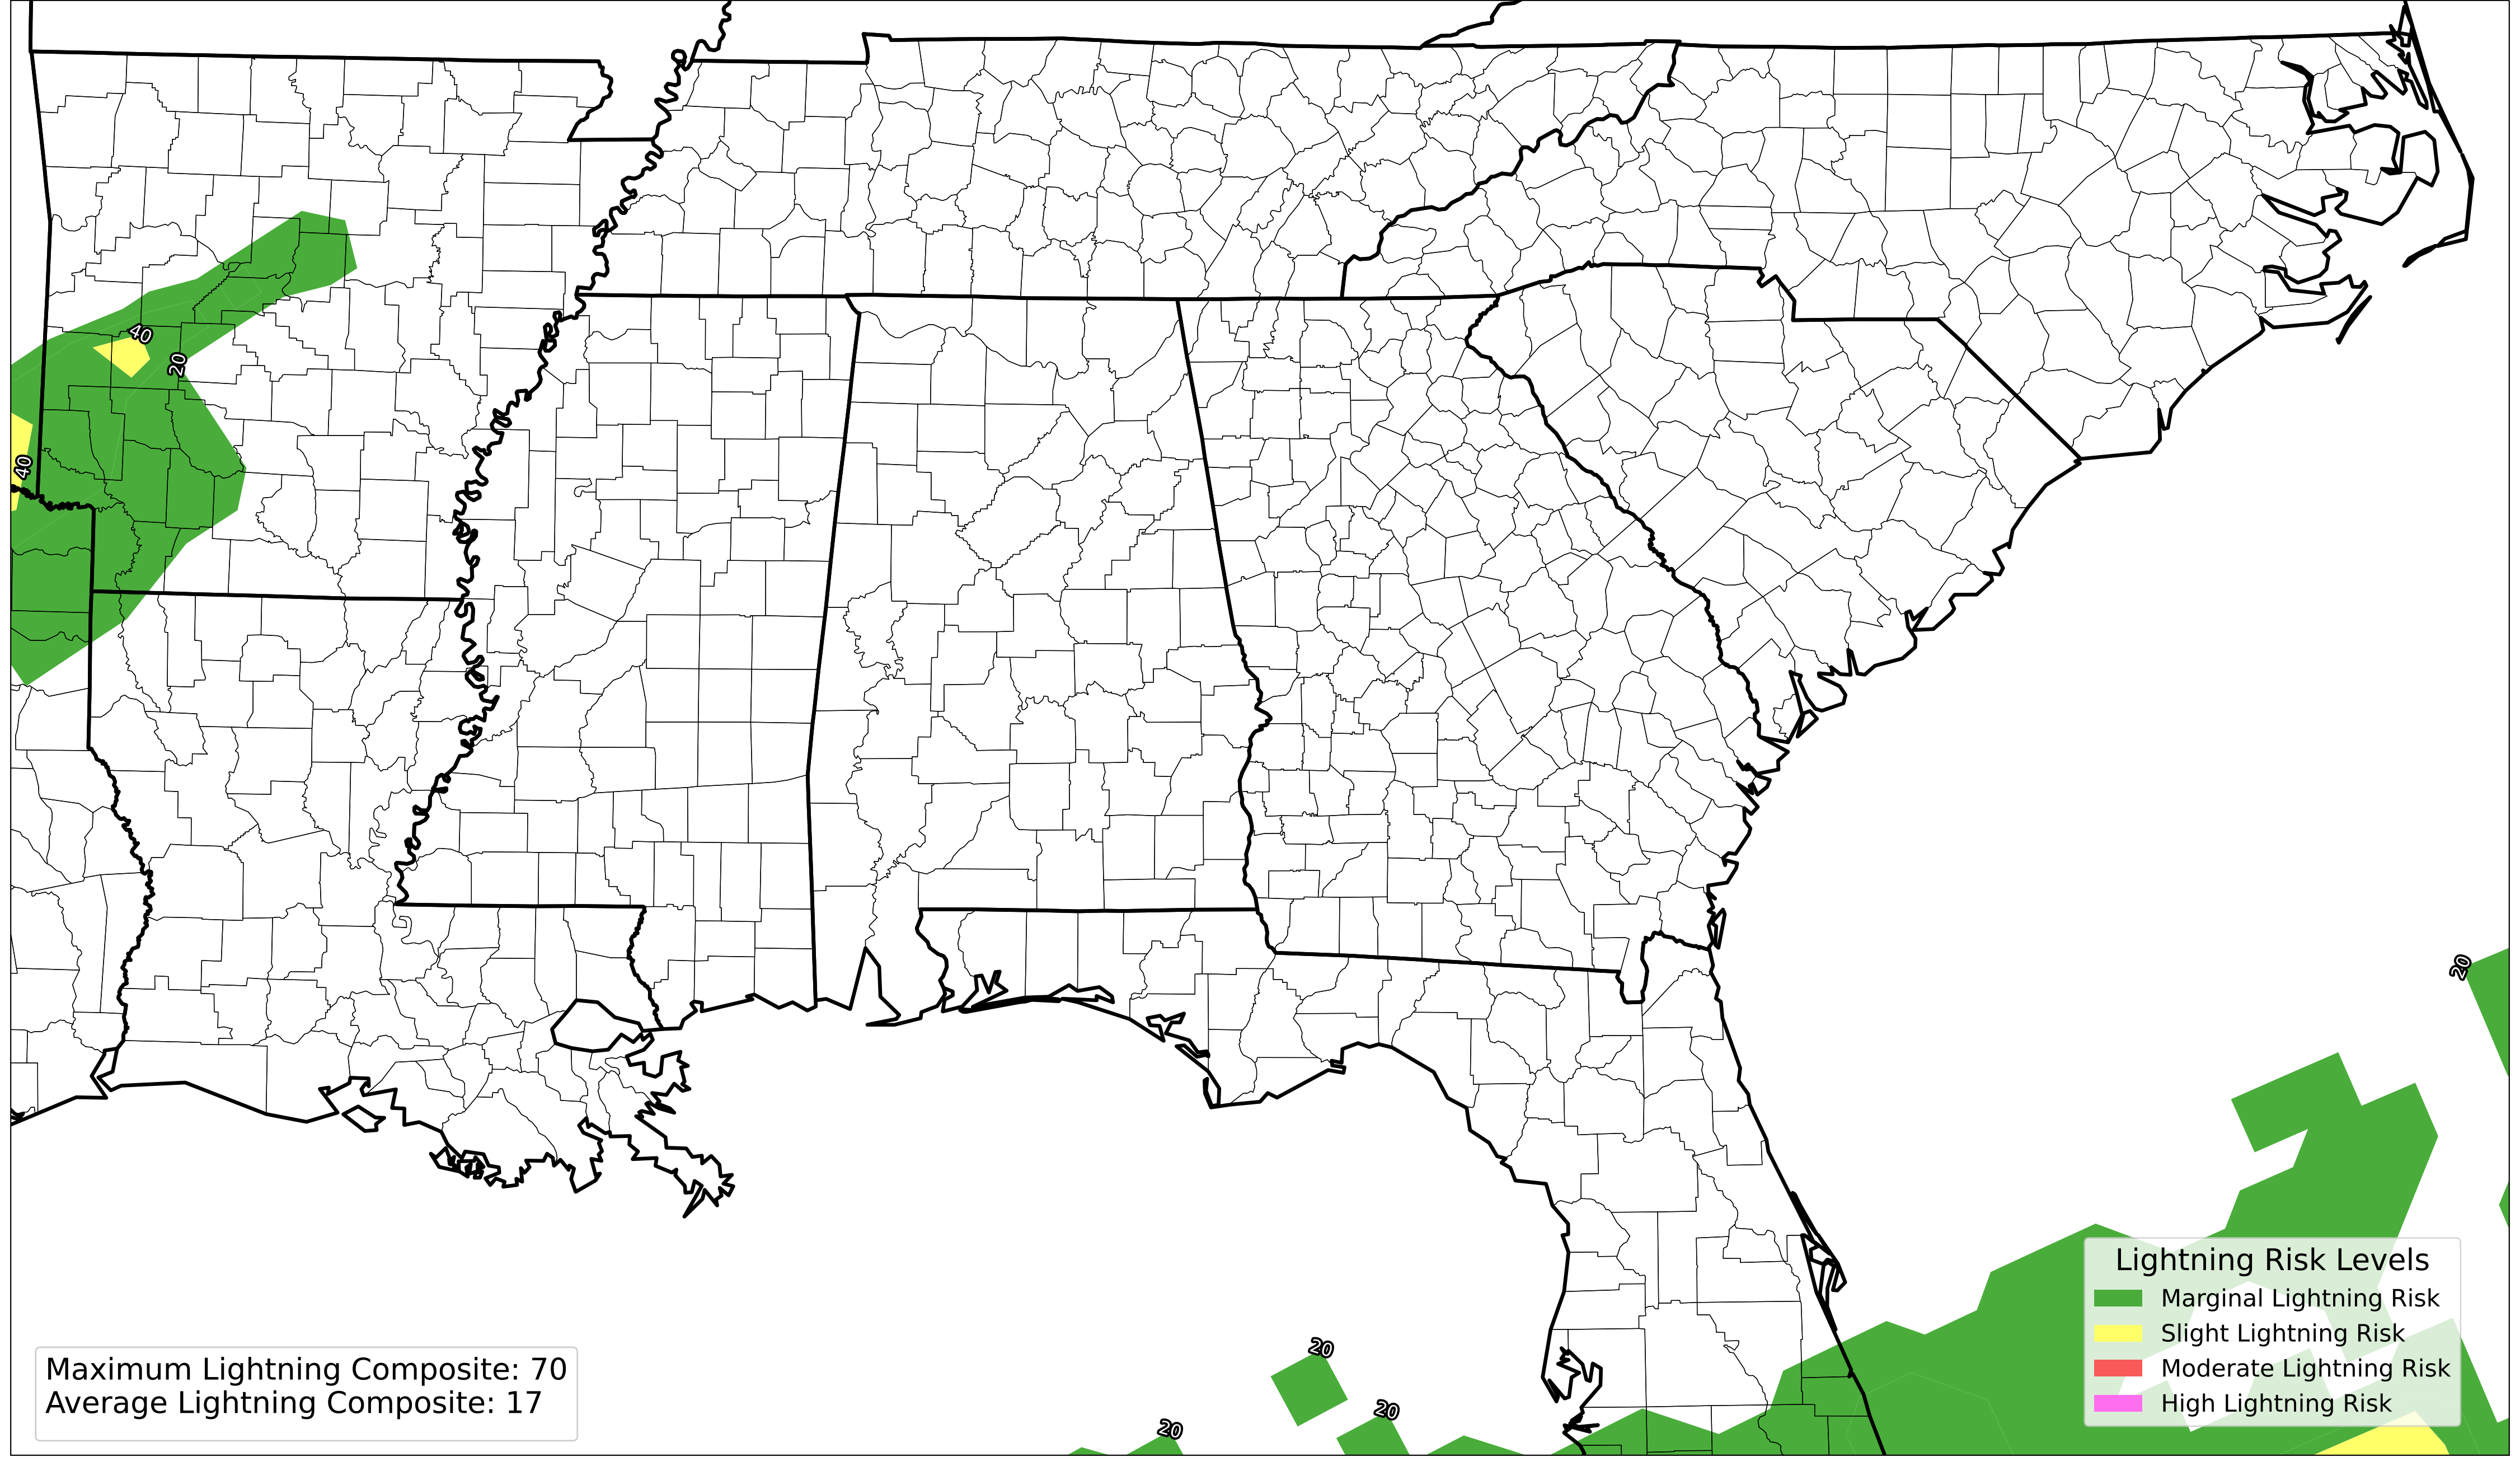 40
20
40
20
20
20
20
Lightning Risk Levels
Marginal Lightning Risk
Slight Lightning Risk
Moderate Lightning Risk
High Lightning Risk
Maximum Lightning Composite: 70
Average Lightning Composite: 17